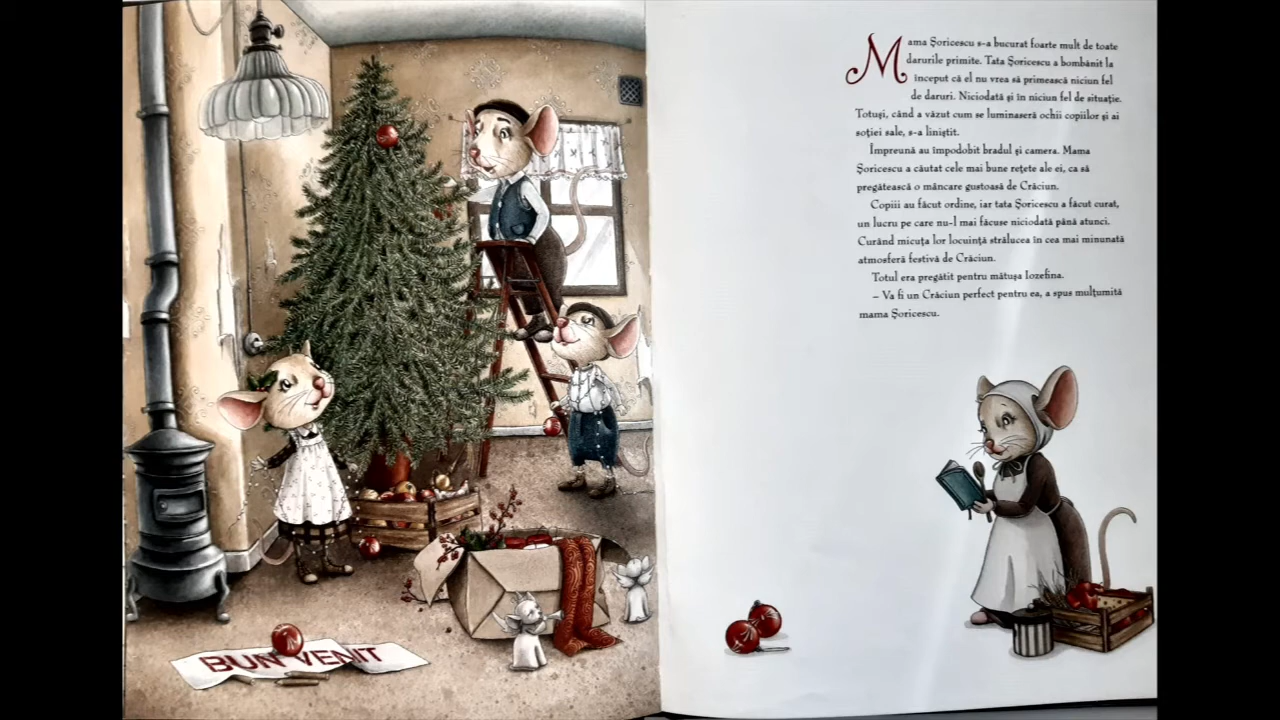 BUN VENIT
Mama Șoricescu s-a bucurat foarte mult de toate
darurile primite. Tata Șoricescu a bombănit la
început că el nu vrea să primească niciun fel
de daruri. Niciodată și în niciun fel de situație.
Totuși, când a văzut cum se luminaseră ochii copiilor și ai
soției sale, s-a liniștit.
Împreună au împodobit bradul și camera. Mama
Șoricescu a căutat cele mai bune rețete ale ei, ca să
pregătească o mâncare gustoasă de Crăciun.
Copiii au făcut ordine, iar tata Șoricescu a făcut curat,
un lucru pe care nu-l mai făcuse niciodată până atunci.
Curând micuța lor locuință strălucea în cea mai minunată
atmosferă festivă de Crăciun.
Totul era pregătit pentru mătușa Iozefina.
– Va fi un Crăciun perfect pentru ea, a spus mulțumită
mama Șoricescu.